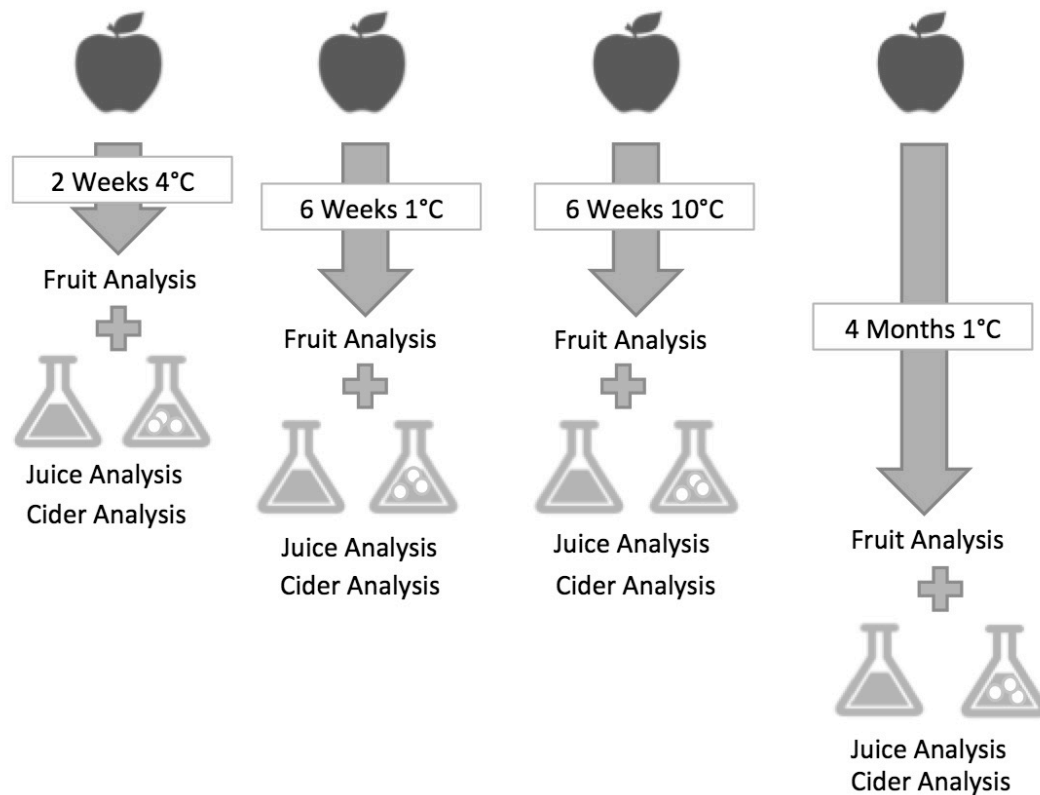 2 Weeks 4°C
Fruit Analysis
Juice Analysis
Cider Analysis
6 Weeks 1°C
Fruit Analysis
Juice Analysis
Cider Analysis
6 Weeks 10°C
Fruit Analysis
Juice Analysis
Cider Analysis
4 Months 1°C
Fruit Analysis
Juice Analysis
Cider Analysis